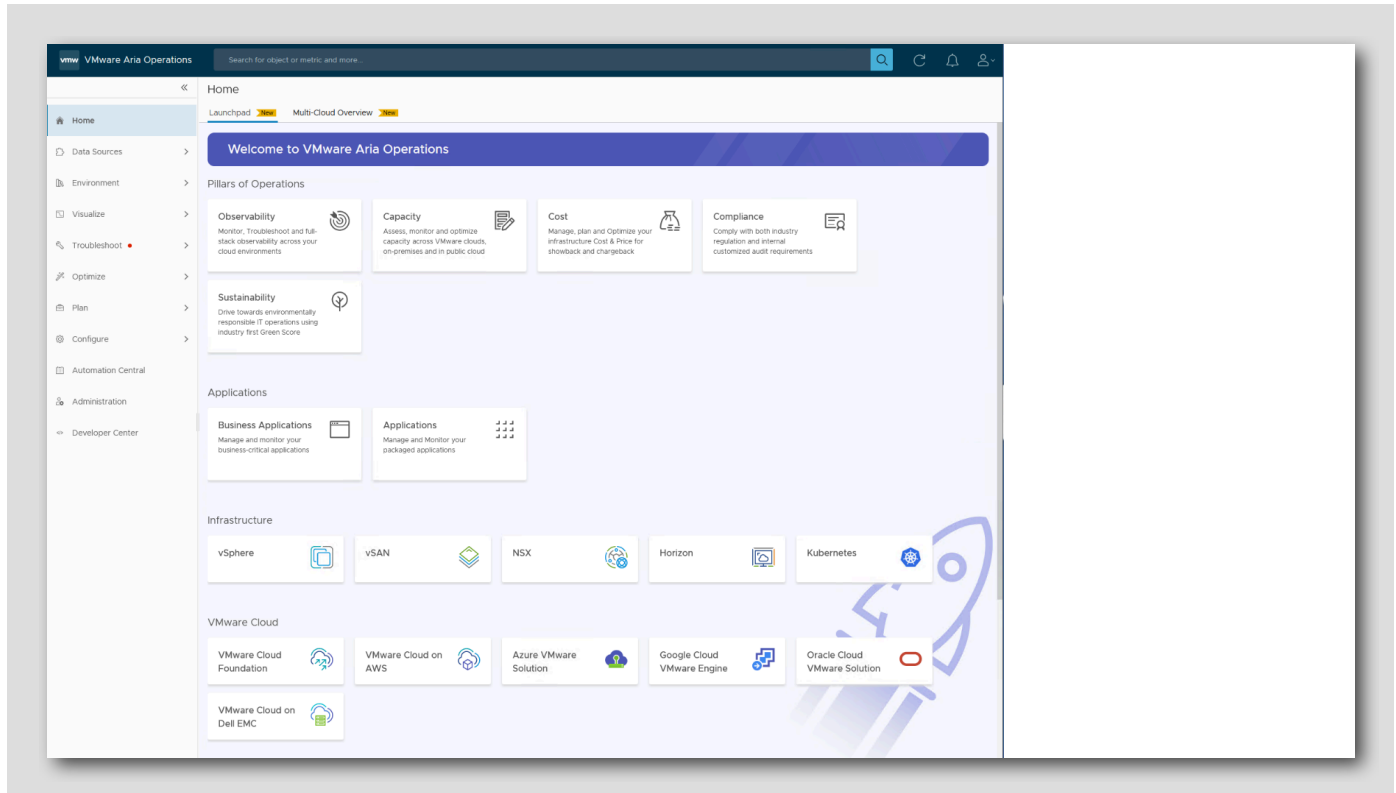 vmw VMware Aria Operations
Search for object or metric and more...
Home
Data Sources
Environment
Visualize
Troubleshoot
Optimize
Plan
Configure
Automation Central
Administration
Developer Center
Home
Launchpad New Multi-Cloud Overview New
Welcome to VMware Aria Operations
Pillars of Operations
Observability
Monitor, Troubleshoot and full-
stack observability across your
cloud environments
Capacity
Assess, monitor and optimize
capacity across VMware clouds,
on-premises and in public cloud
Cost
Manage, plan and Optimize your
infrastructure Cost & Price for
showback and chargeback
Compliance
Comply with both industry
regulation and internal
customized audit requirements
Sustainability
Drive towards environmentally
responsible IT operations using
industry first Green Score
Applications
Business Applications
Manage and monitor your
business-critical applications
Applications
Manage and Monitor your
packaged applications
Infrastructure
vSphere
vSAN
NSX
Horizon
Kubernetes
VMware Cloud
VMware Cloud
Foundation
VMware Cloud on
AWS
Azure VMware
Solution
Google Cloud
VMware Engine
Oracle Cloud
VMware Solution
VMware Cloud on
Dell EMC